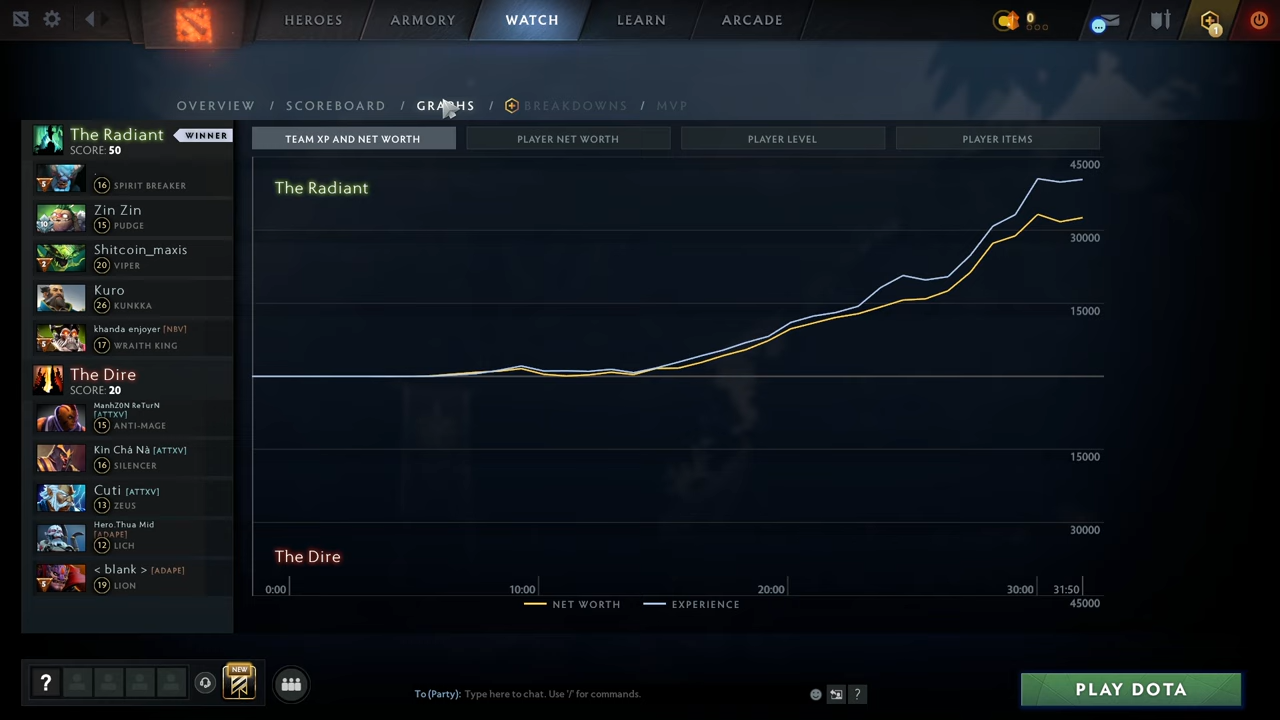 HEROES
ARMORY
WATCH
LEARN
ARCADE
0
1
OVERVIEW / SCOREBOARD / GRAPHS / BREAKDOWNS / MVP
The Radiant
WINNER
SCORE: 50
.
16 SPIRIT BREAKER
Zin Zin
15 PUDGE
Shitcoin_maxis
20 VIPER
Kuro
26 KUNKKA
khanda enjoyer [NBV]
17 WRAITH KING
The Dire
SCORE: 20
ManhZ0N ReTurN
[ATTXV]
15 ANTI-MAGE
Kìn Chá Nà [ATTXV]
16 SILENCER
Cuti [ATTXV]
13 ZEUS
Hero.Thua Mid
[ADAPE]
12 LICH
< blank > [ADAPE]
19 LION
TEAM XP AND NET WORTH
PLAYER NET WORTH
PLAYER LEVEL
PLAYER ITEMS
The Radiant
45000
30000
15000
15000
30000
45000
The Dire
0:00
10:00
20:00
30:00
31:50
NET WORTH
EXPERIENCE
?
NEW
To (Party): Type here to chat. Use '/' for commands.
?
PLAY DOTA